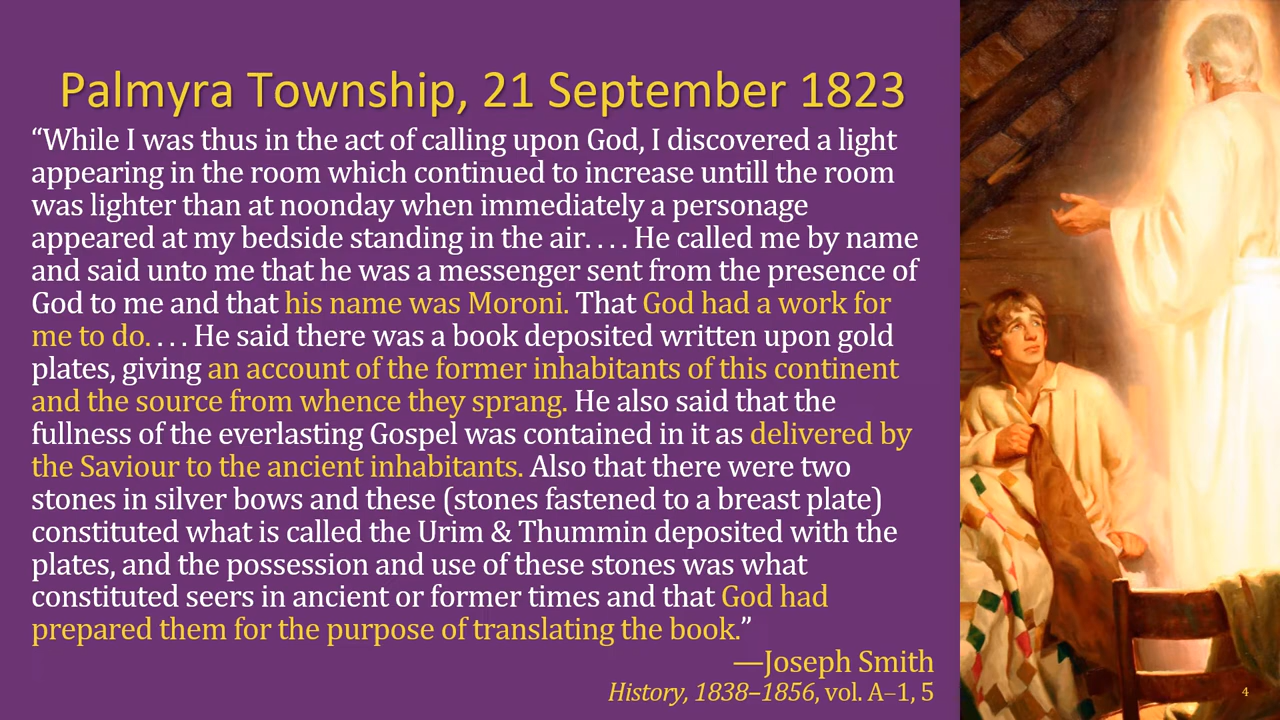 Palmyra Township, 21 September 1823
“While I was thus in the act of calling upon God, I discovered a light
appearing in the room which continued to increase untill the room
was lighter than at noonday when immediately a personage
appeared at my bedside standing in the air. . . . He called me by name
and said unto me that he was a messenger sent from the presence of
God to me and that his name was Moroni. That God had a work for
me to do. . . . He said there was a book deposited written upon gold
plates, giving an account of the former inhabitants of this continent
and the source from whence they sprang. He also said that the
fullness of the everlasting Gospel was contained in it as delivered by
the Saviour to the ancient inhabitants. Also that there were two
stones in silver bows and these (stones fastened to a breast plate)
constituted what is called the Urim & Thummin deposited with the
plates, and the possession and use of these stones was what
constituted seers in ancient or former times and that God had
prepared them for the purpose of translating the book.”
—Joseph Smith
History, 1838–1856, vol. A–1, 5
4